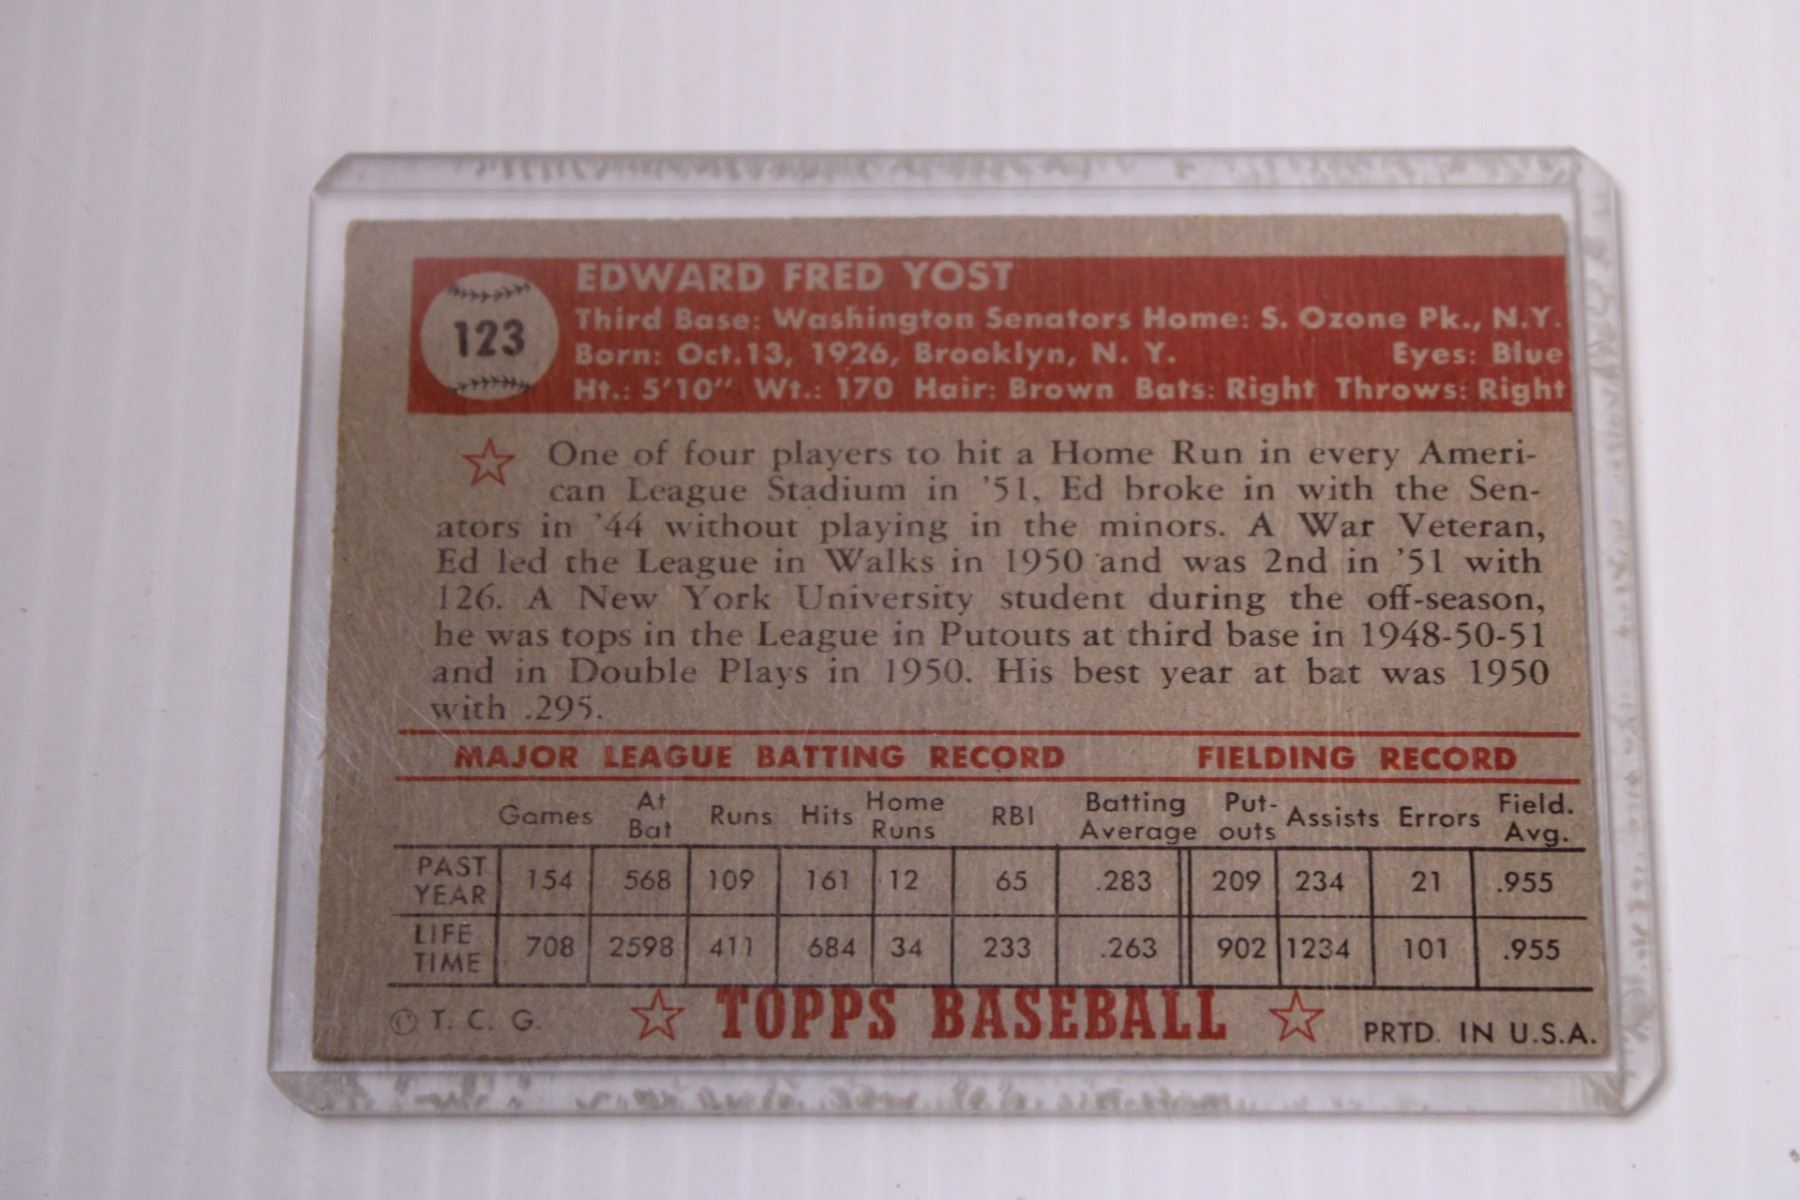 EDWARD FRED YOST
123
Third Base: Washington Senators Home: S. Ozone Pk., N.Y.
Born: Oct.13, 1926, Brooklyn, N. Y. Eyes: Blue
Ht.: 5'10" Wt.: 170 Hair: Brown Bats: Right Throws: Right
One of four players to hit a Home Run in every Ameri-
can League Stadium in '51, Ed broke in with the Sen-
ators in '44 without playing in the minors. A War Veteran,
Ed led the League in Walks in 1950 and was 2nd in '51 with
126. A New York University student during the off-season,
he was tops in the League in Putouts at third base in 1948-50-51
and in Double Plays in 1950. His best year at bat was 1950
with .295.
MAJOR LEAGUE BATTING RECORD FIELDING RECORD
Games At Bat Runs Hits Home Runs RBI Batting Average Put-outs Assists Errors Field. Avg.
PAST YEAR 154 568 109 161 12 65 .283 209 234 21 .955
LIFE TIME 708 2598 411 684 34 233 .263 902 1234 101 .955
© T. C. G. ☆ TOPPS BASEBALL ☆ PRTD. IN U.S.A.